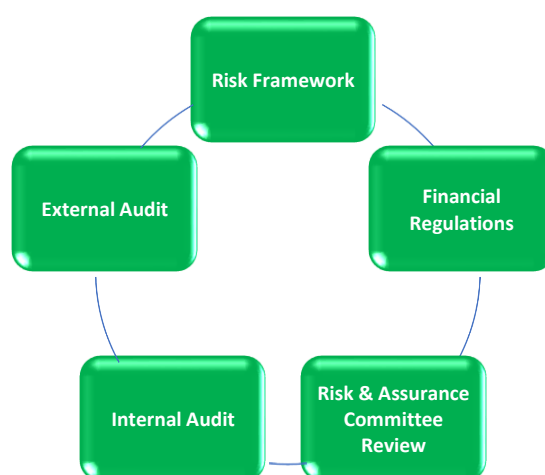 Risk Framework
External Audit
Financial
Regulations
Internal Audit
Risk & Assurance
Committee
Review